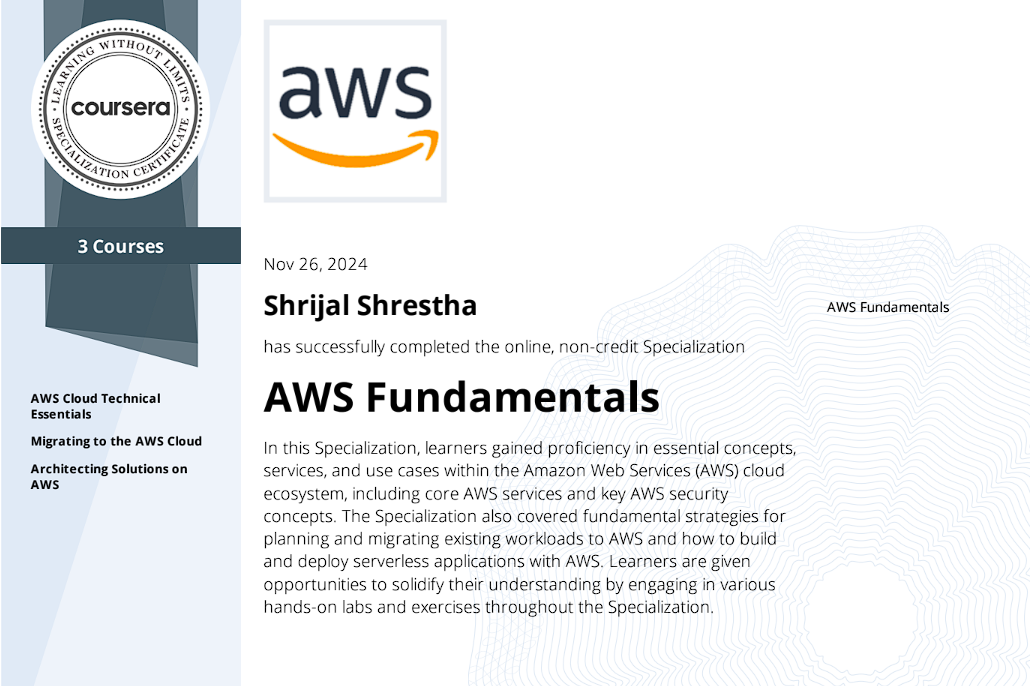 LEARNING WITHOUT LIMITS
coursera
SPECIALIZATION CERTIFICATE
3 Courses
AWS Cloud Technical
Essentials
Migrating to the AWS Cloud
Architecting Solutions on
AWS
aws
Nov 26, 2024
Shrijal Shrestha
has successfully completed the online, non-credit Specialization
AWS Fundamentals
In this Specialization, learners gained proficiency in essential concepts,
services, and use cases within the Amazon Web Services (AWS) cloud
ecosystem, including core AWS services and key AWS security
concepts. The Specialization also covered fundamental strategies for
planning and migrating existing workloads to AWS and how to build
and deploy serverless applications with AWS. Learners are given
opportunities to solidify their understanding by engaging in various
hands-on labs and exercises throughout the Specialization.
AWS Fundamentals